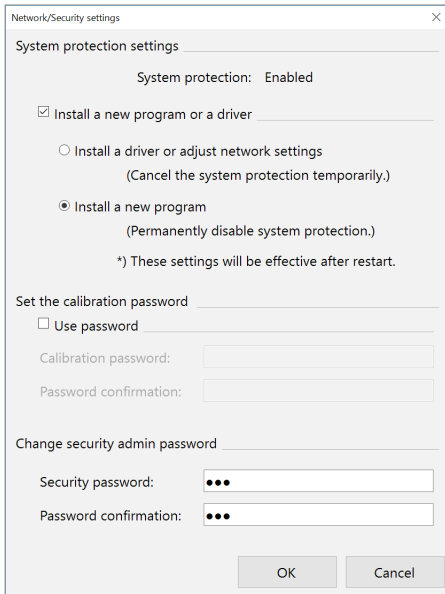 Network/Security settings
System protection settings
System protection: Enabled
Install a new program or a driver
Install a driver or adjust network settings
(Cancel the system protection temporarily.)
Install a new program
(Permanently disable system protection.)
*) These settings will be effective after restart.
Set the calibration password
Use password
Calibration password:
Password confirmation:
Change security admin password
Security password: ●●●
Password confirmation: ●●●
OK Cancel